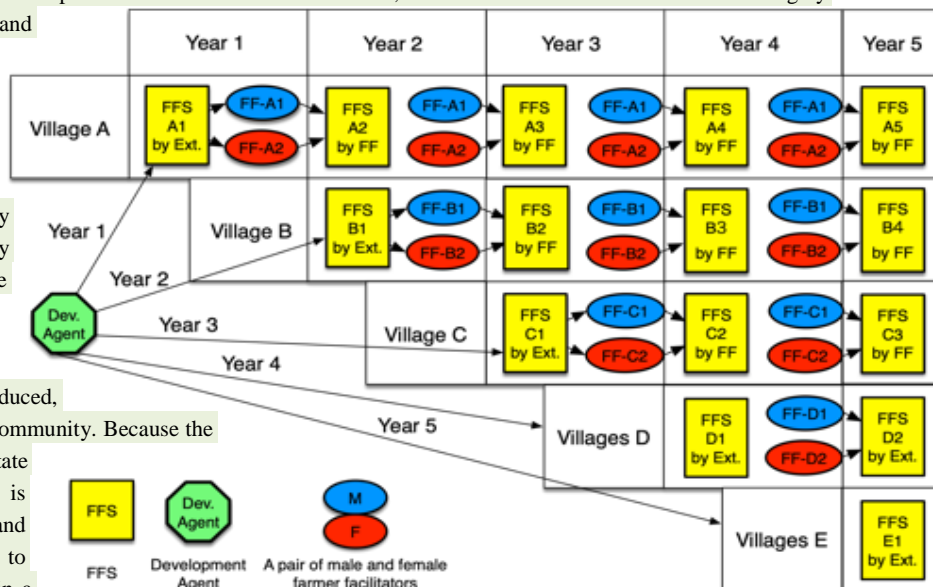 and
Year 1 Year 2 Year 3 Year 4 Year 5
Village A
FFS
A1
by Ext.
FF-A1
FF-A2
FFS
A2
by FF
FF-A1
FF-A2
FFS
A3
by FF
FF-A1
FF-A2
FFS
A4
by FF
FF-A1
FF-A2
FFS
A5
by FF
y
y
e
Year 1
Village B
FFS
B1
by Ext.
FF-B1
FF-B2
FFS
B2
by FF
FF-B1
FF-B2
FFS
B3
by FF
FF-B1
FF-B2
FFS
B4
by FF
Year 2
Dev.
Agent
Year 3
Village C
FFS
C1
by Ext.
FF-C1
FF-C2
FFS
C2
by FF
FF-C1
FF-C2
FFS
C3
by FF
Year 4
Year 5
Villages D
FFS
D1
by Ext.
FF-D1
FF-D2
FFS
D2
by Ext.
Villages E
FFS
E1
by Ext.
duced,
ommunity. Because the
tate
is
and
to
FFS
FFS
Dev.
Agent
Development
Agent
M
F
A pair of male and female
farmer facilitators